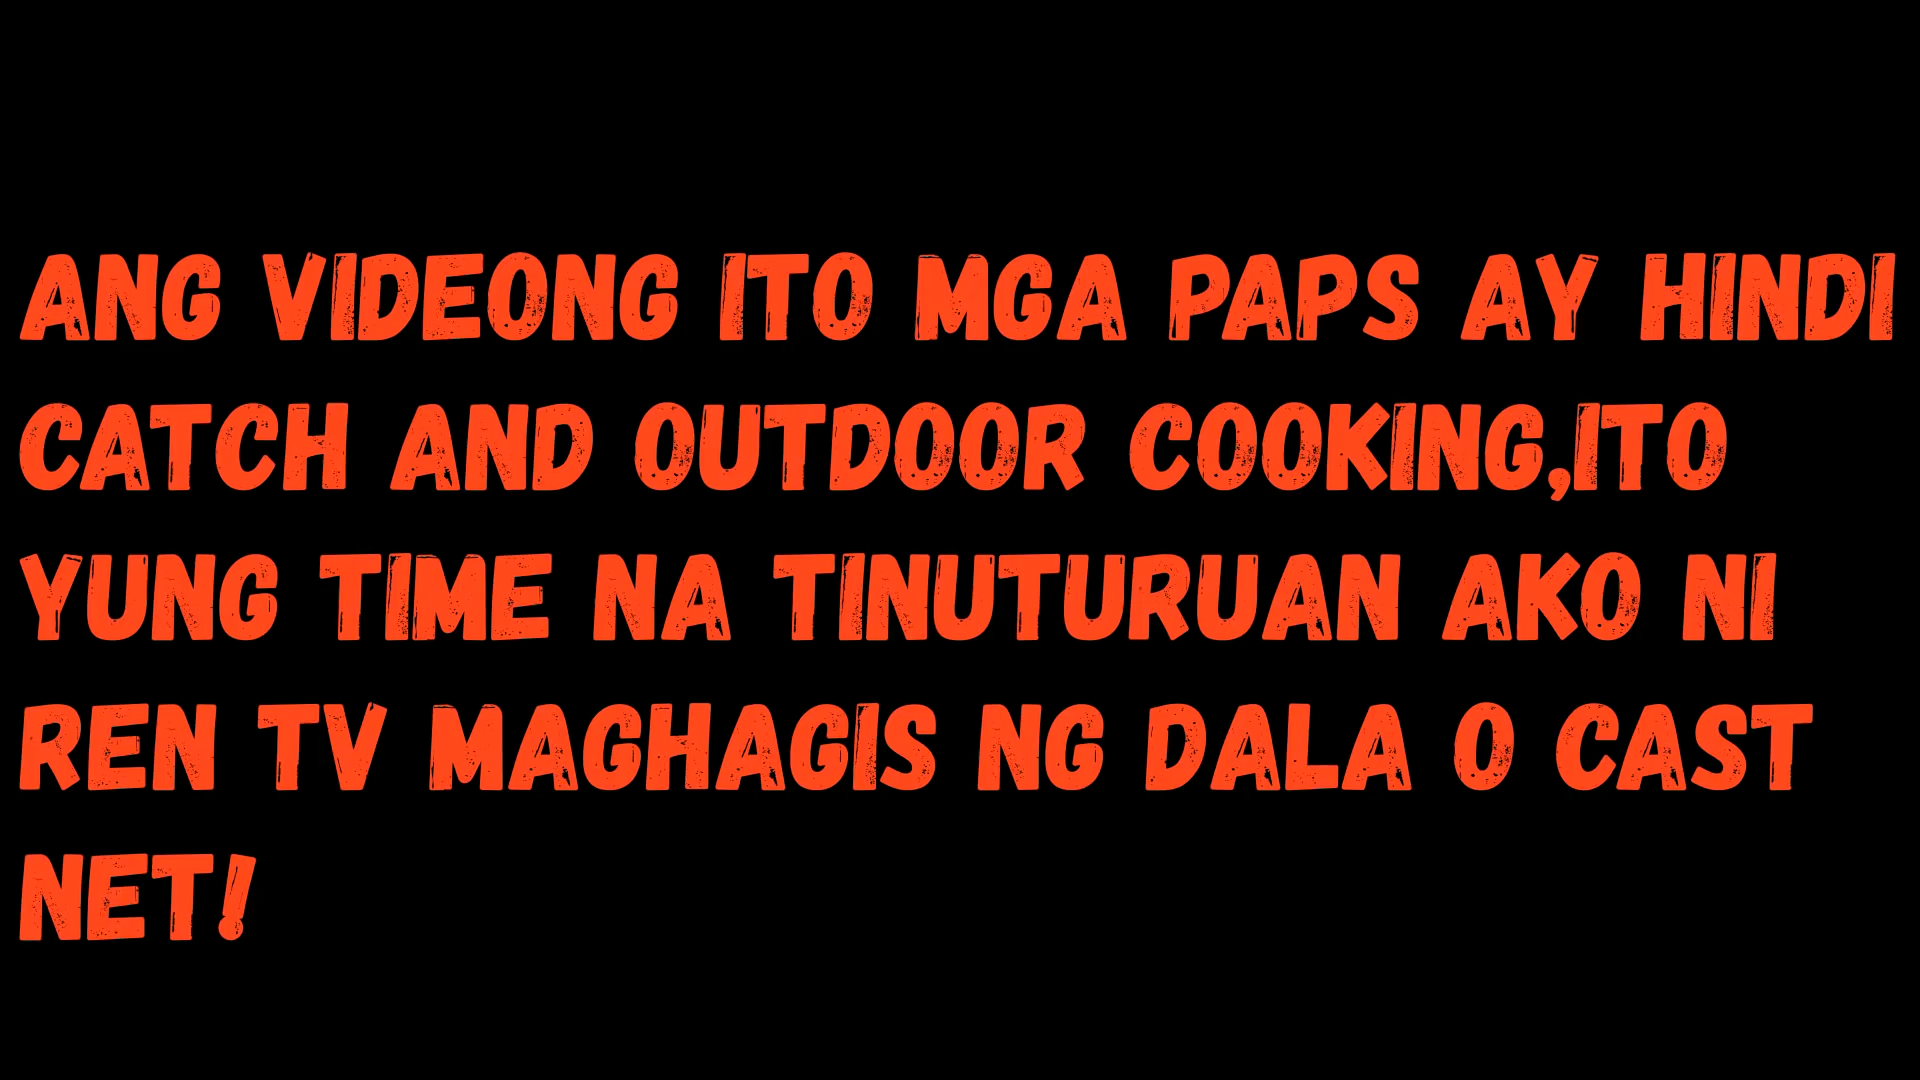 ANG VIDEONG ITO MGA PAPS AY HINDI
CATCH AND OUTDOOR COOKING,ITO
YUNG TIME NA TINUTURUAN AKO NI
REN TV MAGHAGIS NG DALA O CAST
NET!